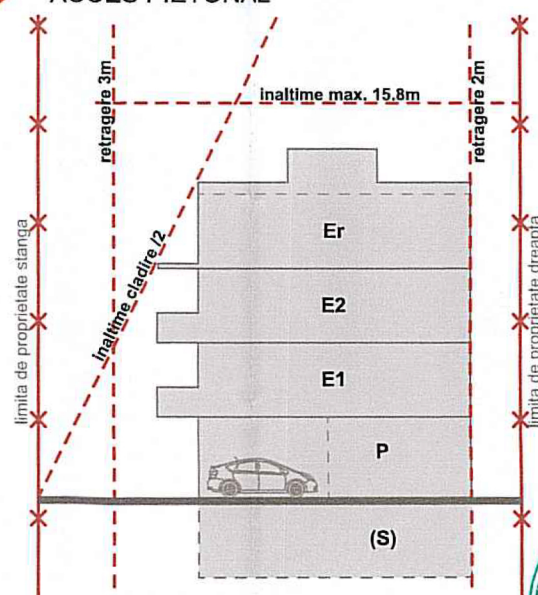 ACCES PIETONAL
inaltime max. 15.8m
retragere 3m
retragere 2m
limita de proprietate stanga
inaltime cladire /2
limita de proprietate dreapta
Er
E2
E1
P
(S)